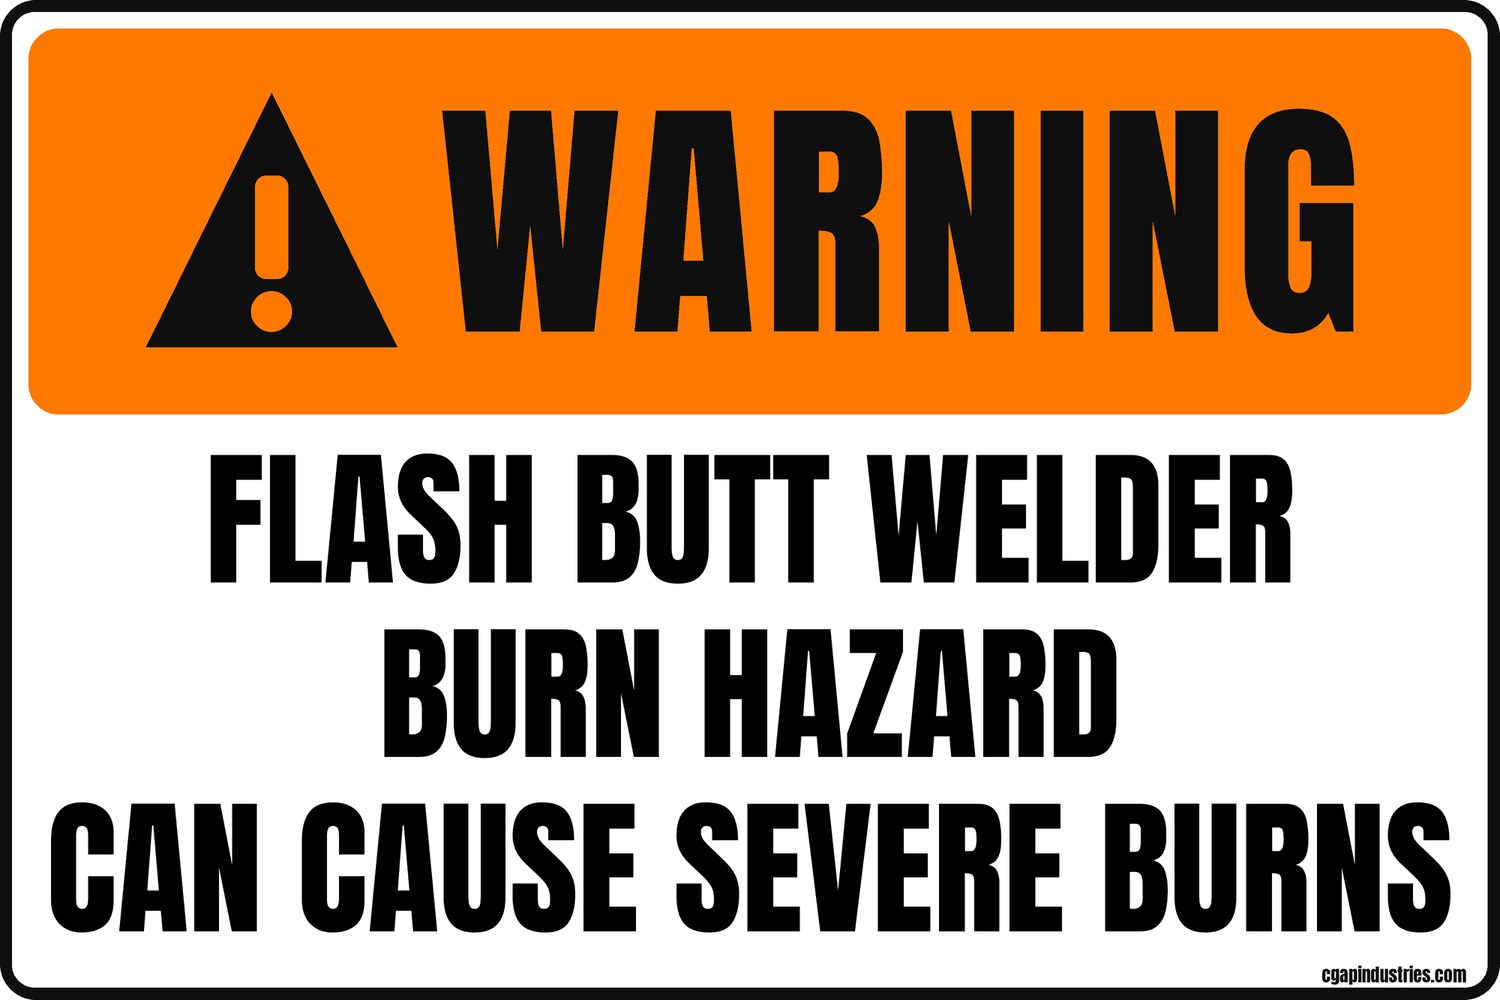 WARNING
FLASH BUTT WELDER
BURN HAZARD
CAN CAUSE SEVERE BURNS
cgapindustries.com